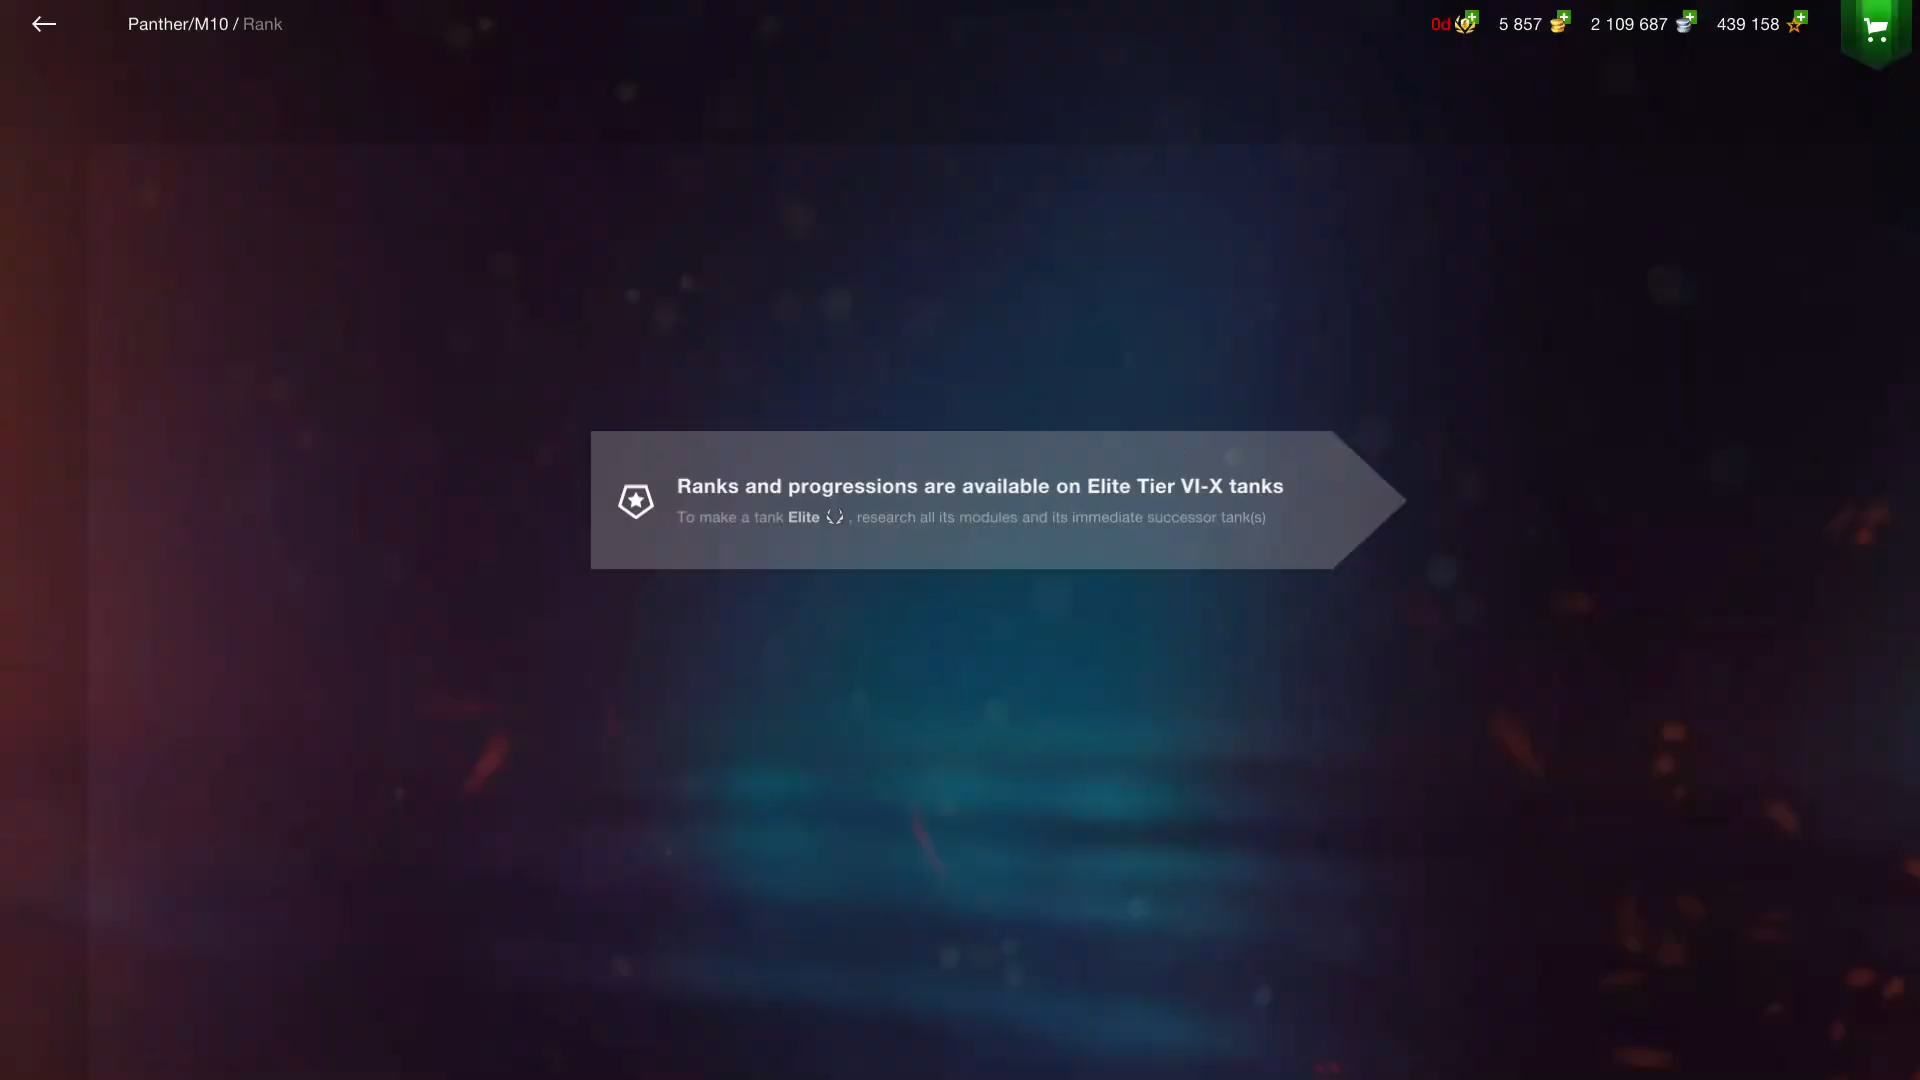 Panther/M10 / Rank
0d 5 857 2 109 687 439 158
Ranks and progressions are available on Elite Tier VI-X tanks
To make a tank Elite , research all its modules and its immediate successor tank(s)